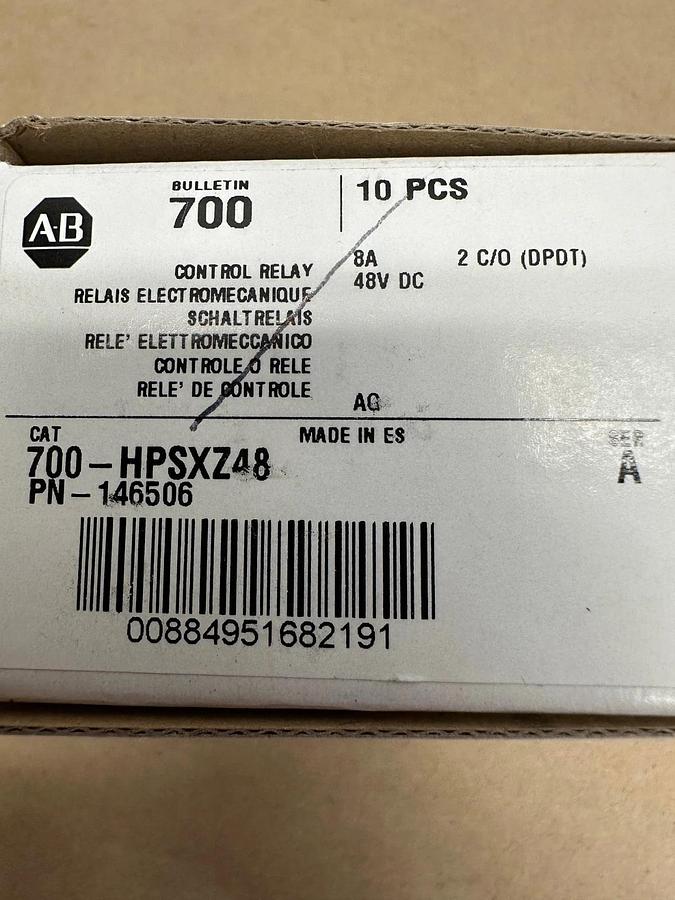 A-B
BULLETIN
700
10 PCS
CONTROL RELAY
RELAIS ELECTROMECANIQUE
SCHALTRELAIS
RELE' ELETTROMECCANICO
CONTROLE O RELE
RELE' DE CONTROLE
8A 2 C/O (DPDT)
48V DC
AG
CAT
MADE IN ES
SER
A
700-HPSXZ48
PN-146506
00884951682191